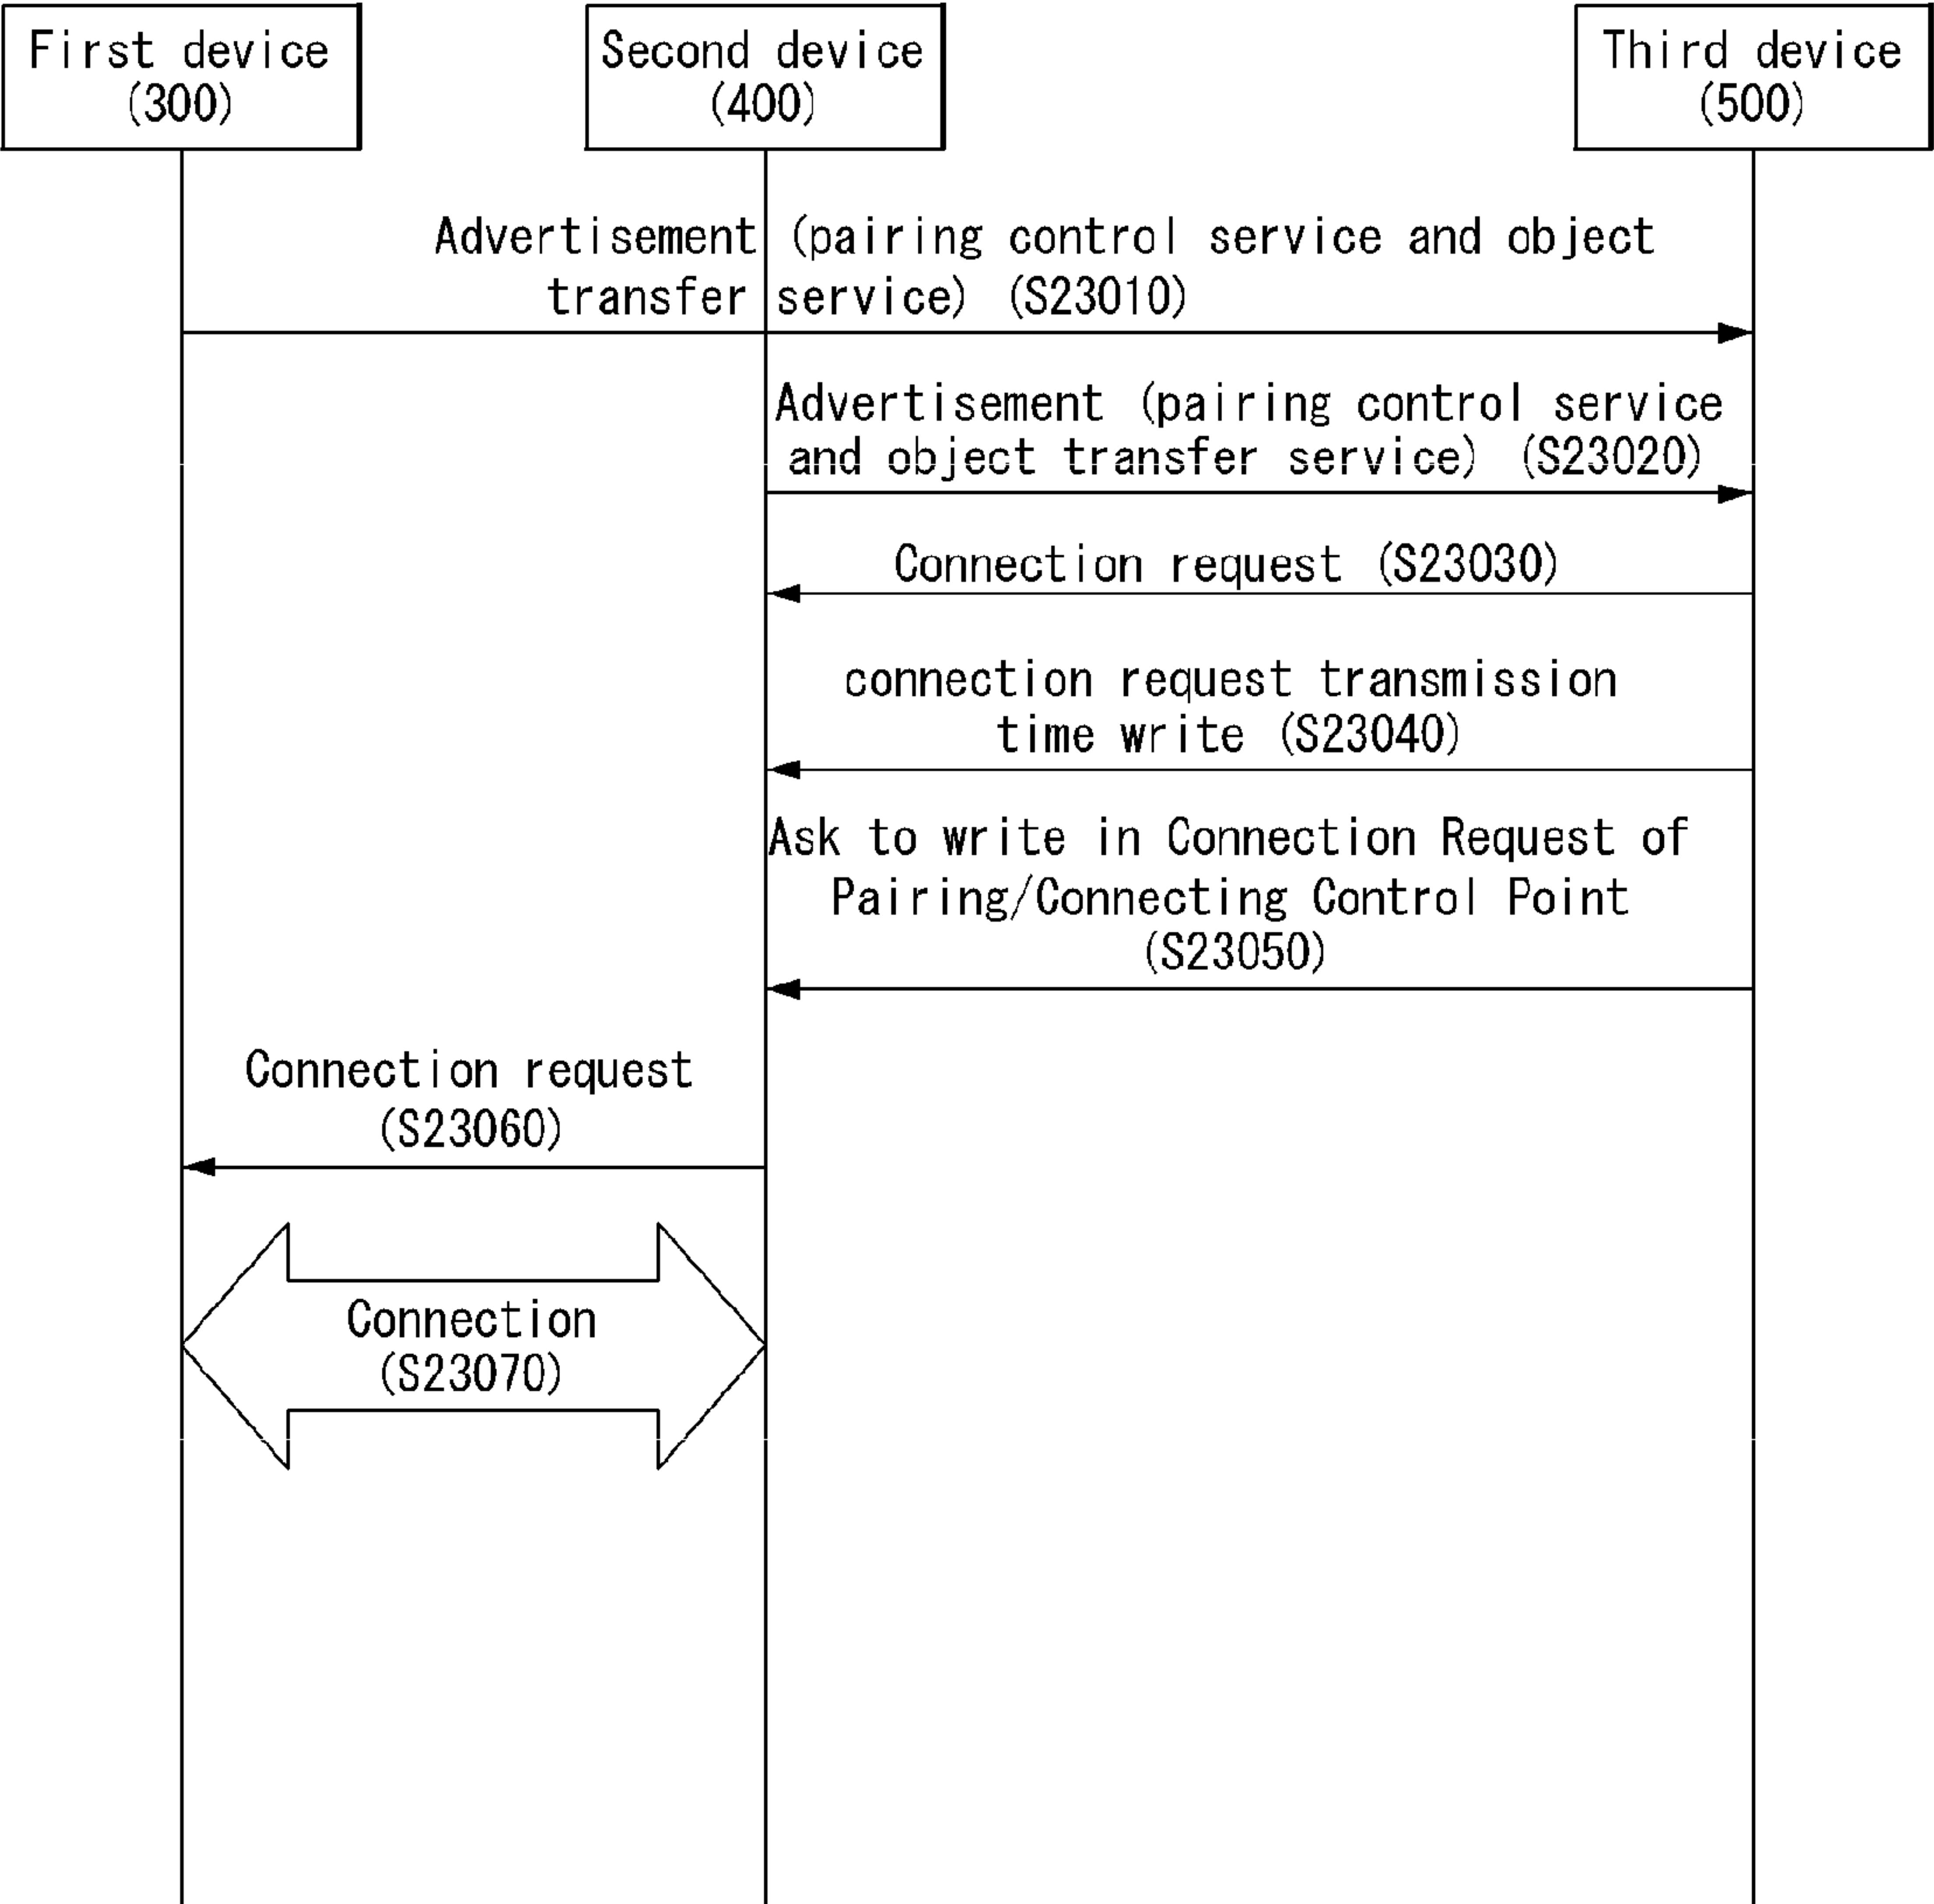 First device
(300)
Second device
(400)
Third device
(500)
Advertisement (pairing control service and object
transfer service) (S23010)
Advertisement (pairing control service
and object transfer service) (S23020)
Connection request (S23030)
connection request transmission
time write (S23040)
Ask to write in Connection Request of
Pairing/Connecting Control Point
(S23050)
Connection request
(S23060)
Connection
(S23070)